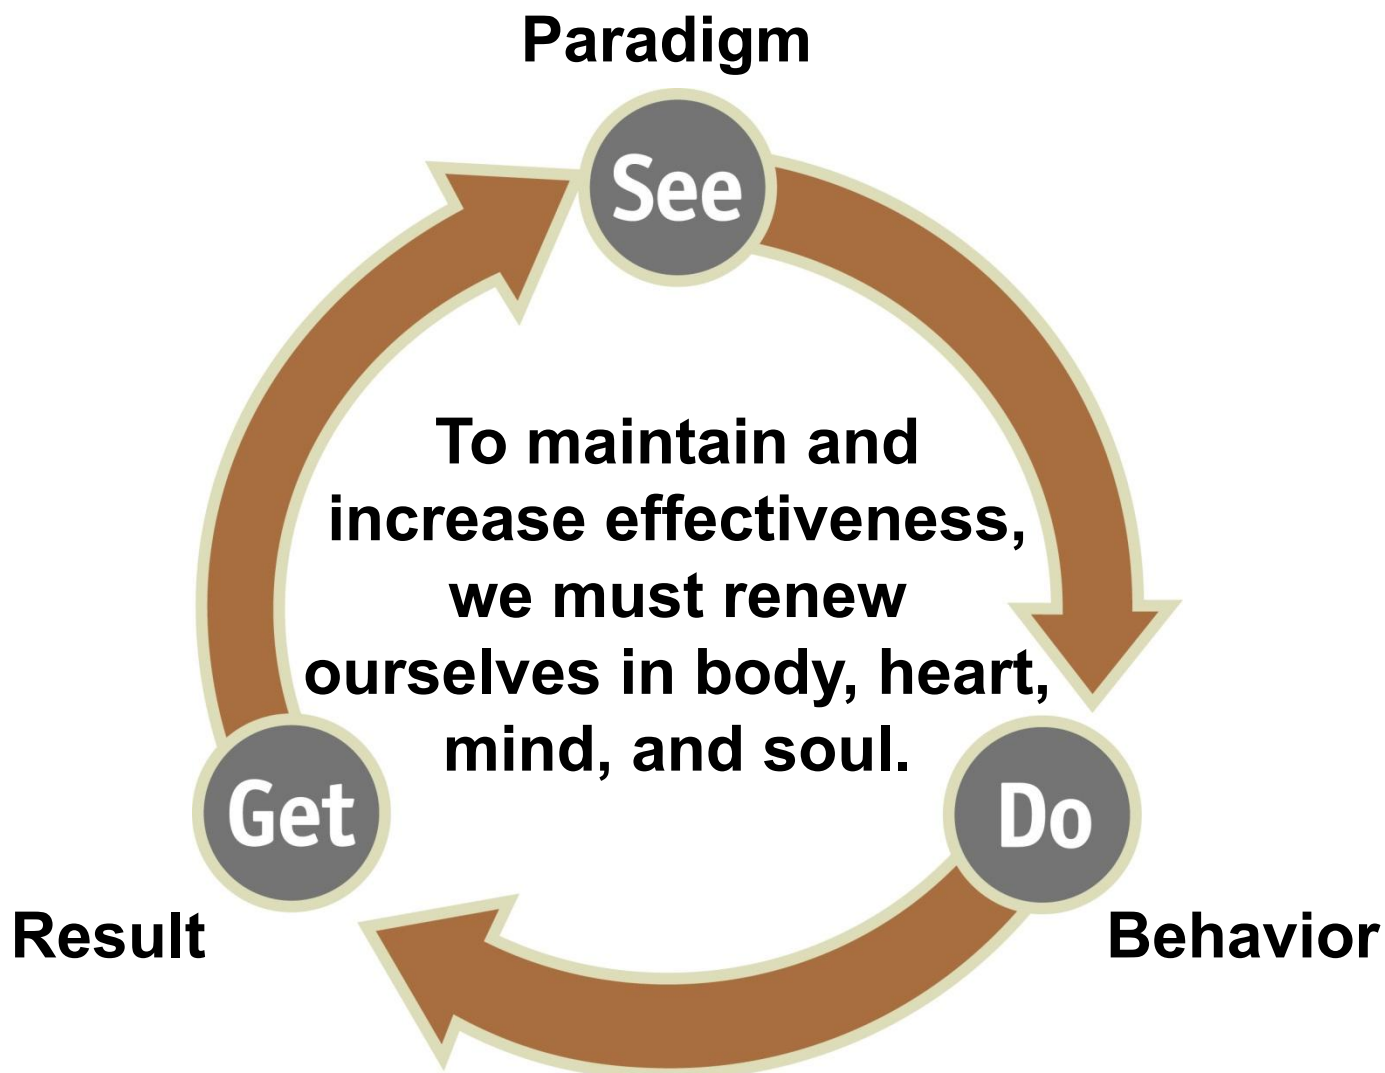 Paradigm
See
To maintain and
increase effectiveness,
we must renew
ourselves in body, heart,
mind, and soul.
Get
Do
Result
Behavior